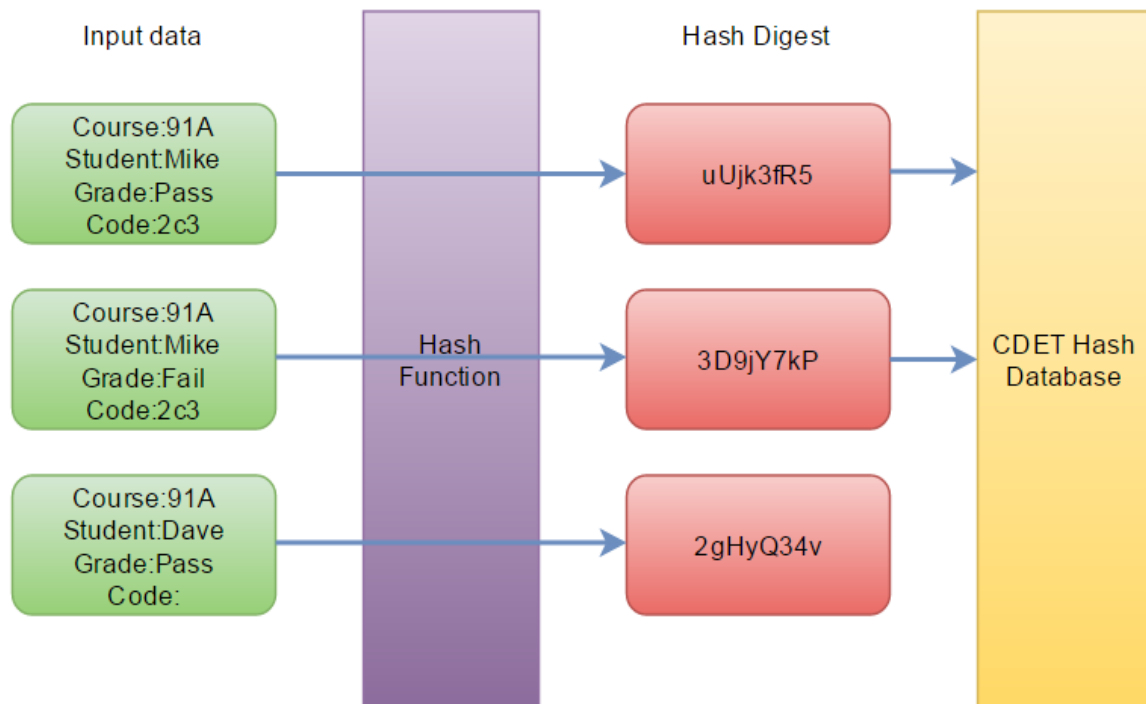 Input data
Hash Digest
Course:91A
Student:Mike
Grade:Pass
Code:2c3
uUjk3fR5
Course:91A
Student:Mike
Grade:Fail
Code:2c3
Hash
Function
3D9jY7kP
CDET Hash
Database
Course:91A
Student:Dave
Grade:Pass
Code:
2gHyQ34v